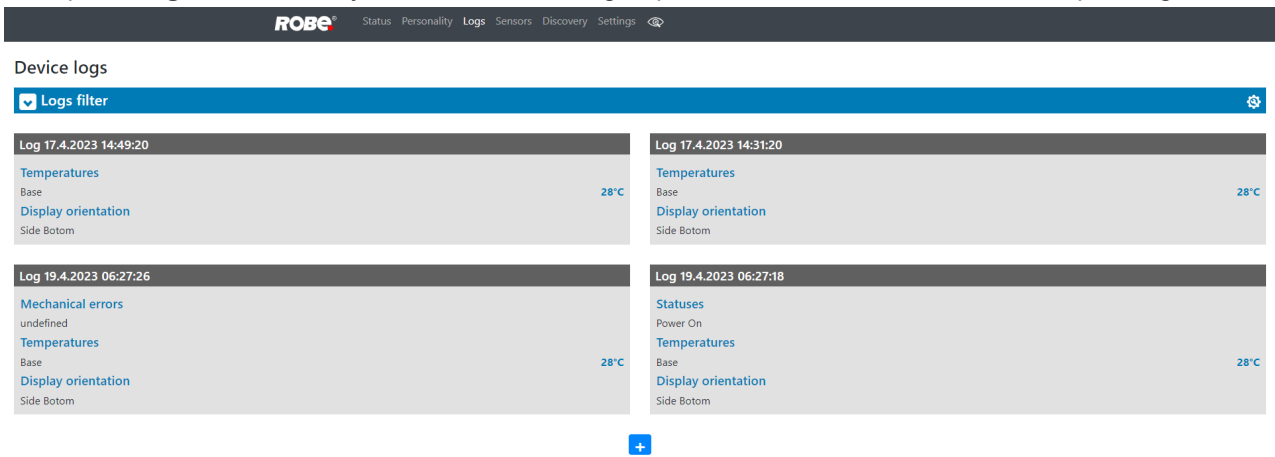 ROBE® Status Personality Logs Sensors Discovery Settings
Device logs
Logs filter
Log 17.4.2023 14:49:20
Temperatures
Base 28°C
Display orientation
Side Botom
Log 17.4.2023 14:31:20
Temperatures
Base 28°C
Display orientation
Side Botom
Log 19.4.2023 06:27:26
Mechanical errors
undefined
Temperatures
Base 28°C
Display orientation
Side Botom
Log 19.4.2023 06:27:18
Statuses
Power On
Temperatures
Base 28°C
Display orientation
Side Botom
+